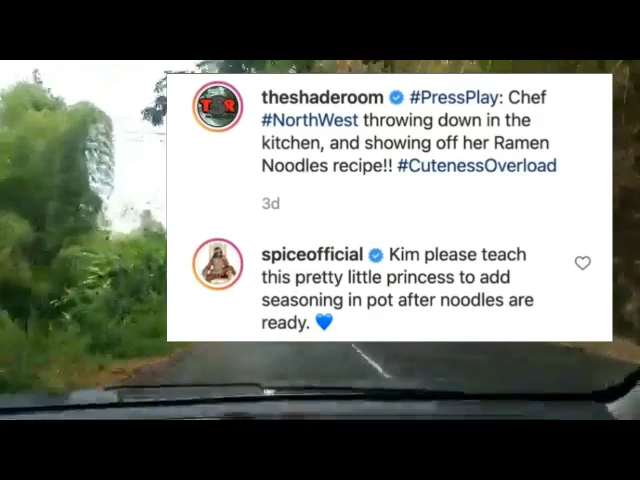 TSR
theshaderoom #PressPlay: Chef
#NorthWest throwing down in the
kitchen, and showing off her Ramen
Noodles recipe!! #CutenessOverload
3d
spiceofficial Kim please teach
this pretty little princess to add
seasoning in pot after noodles are
ready. 💙